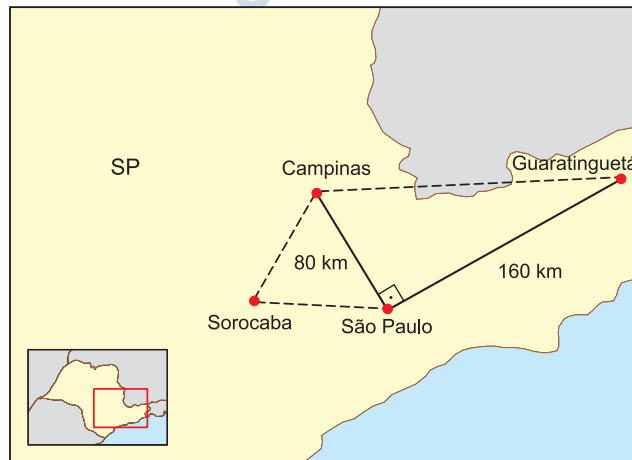 SP
Campinas
Guaratinguetá
80 km
160 km
Sorocaba
São Paulo